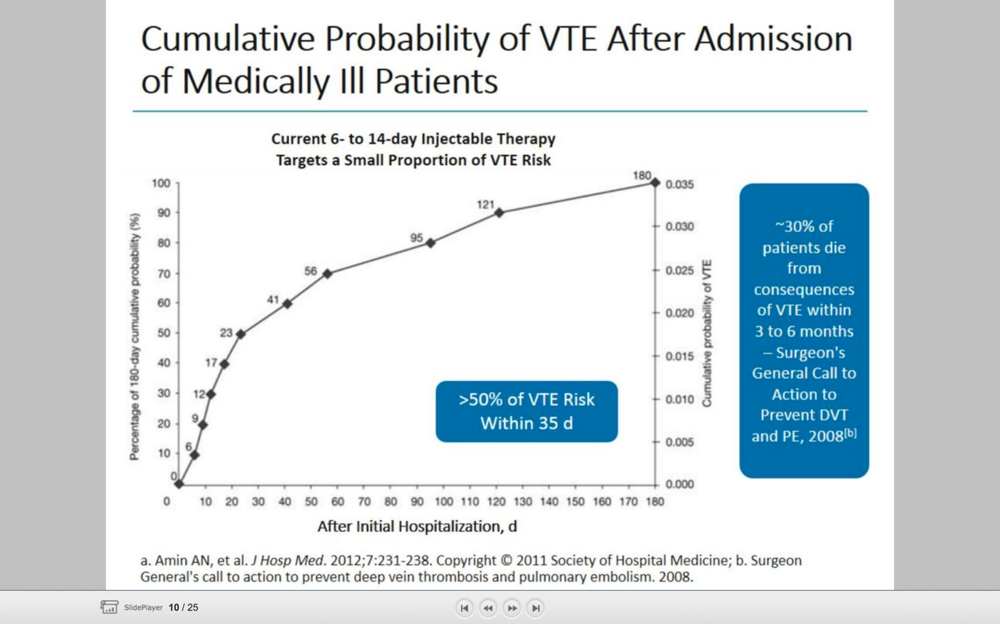 Cumulative Probability of VTE After Admission
of Medically Ill Patients
Current 6- to 14-day Injectable Therapy
Targets a Small Proportion of VTE Risk
Percentage of 180-day cumulative probability (%)
100
90
80
70
60
50
40
30
20
10
0
6
9
12
17
23
41
56
95
121
180
0.035
0.030
0.025
0.020
0.015
0.010
0.005
0.000
Cumulative probability of VTE
>50% of VTE Risk
Within 35 d
0 10 20 30 40 50 60 70 80 90 100 110 120 130 140 150 160 170 180
After Initial Hospitalization, d
~30% of
patients die
from
consequences
of VTE within
3 to 6 months
– Surgeon's
General Call to
Action to
Prevent DVT
and PE, 2008[b]
a. Amin AN, et al. J Hosp Med. 2012;7:231-238. Copyright © 2011 Society of Hospital Medicine; b. Surgeon
General's call to action to prevent deep vein thrombosis and pulmonary embolism. 2008.
SlidePlayer 10 / 25